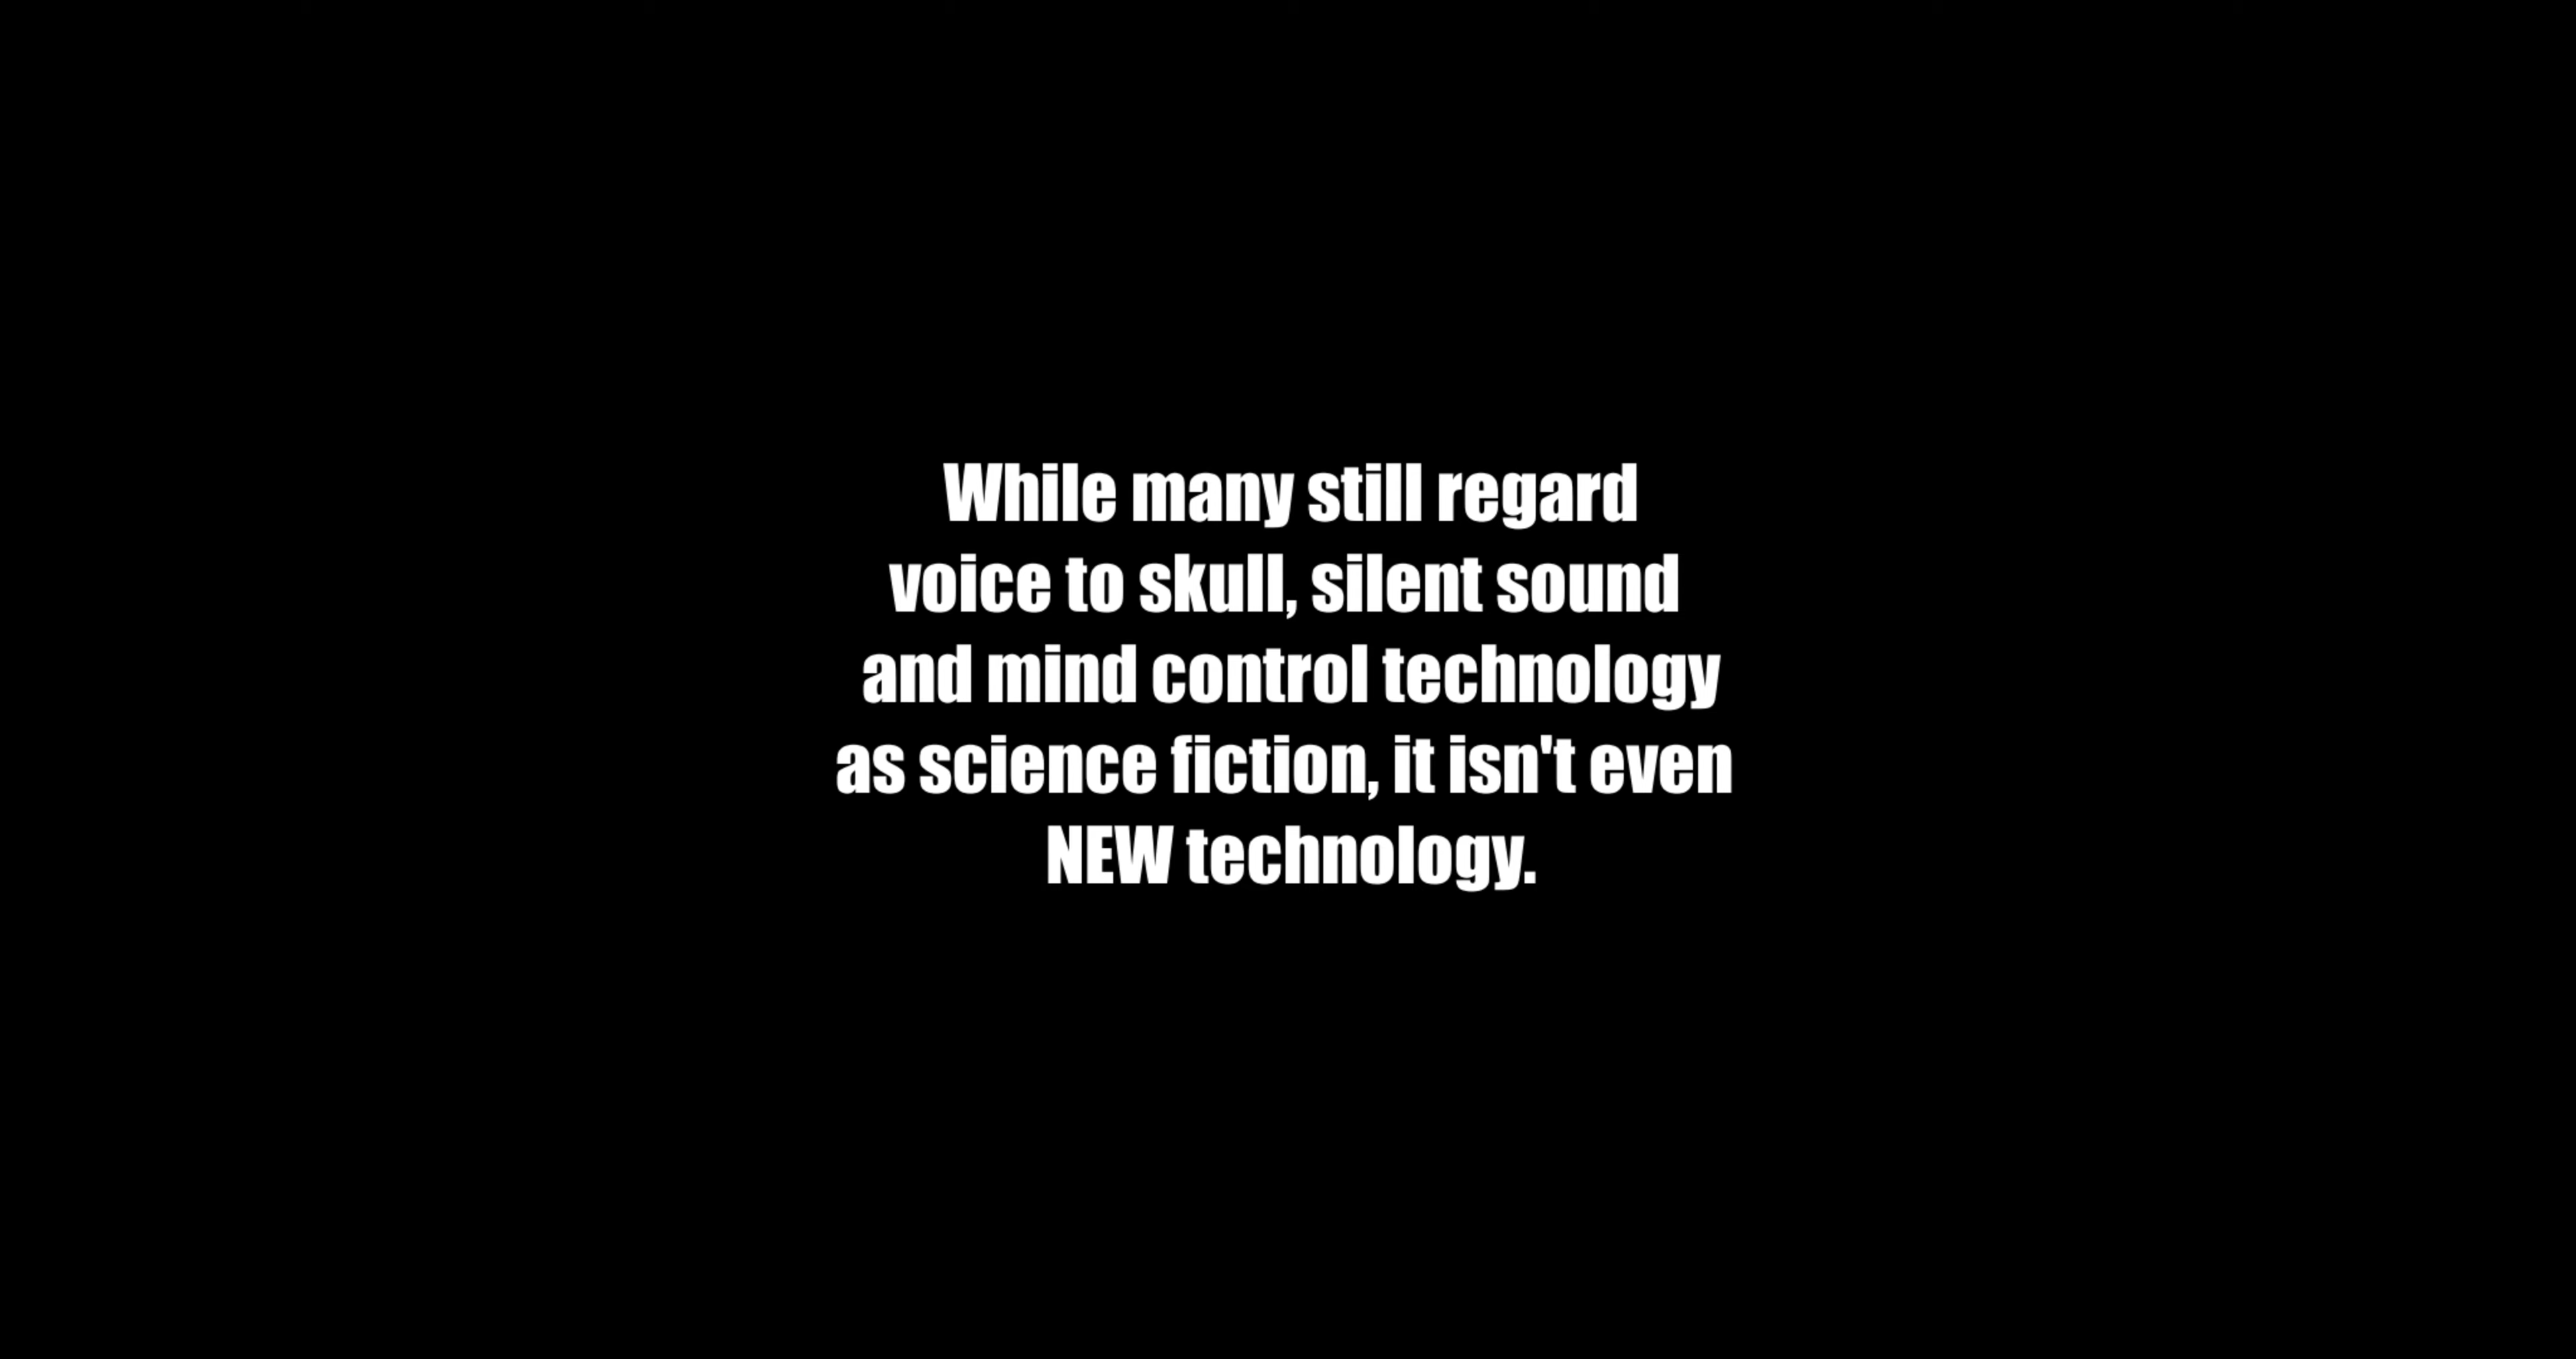 While many still regard
voice to skull, silent sound
and mind control technology
as science fiction, it isn't even
NEW technology.